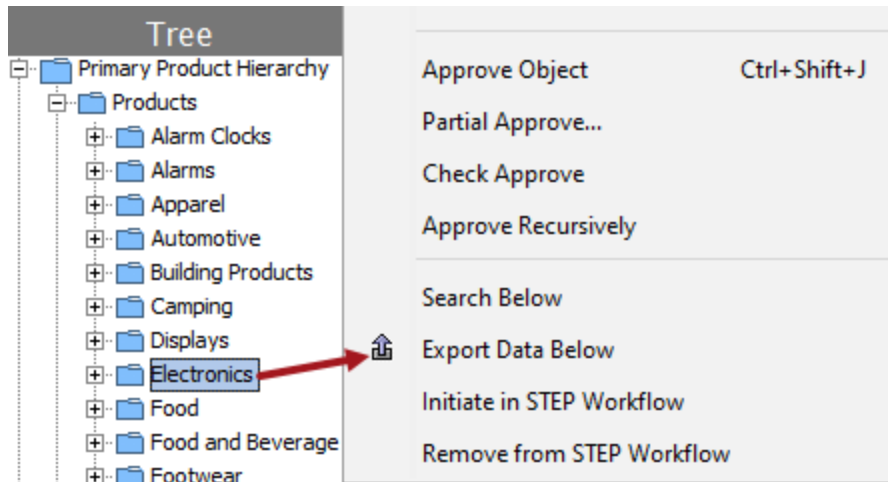 Tree
Primary Product Hierarchy
Products
Alarm Clocks
Alarms
Apparel
Automotive
Building Products
Camping
Displays
Electronics
Food
Food and Beverage
Footwear
Approve Object Ctrl+Shift+J
Partial Approve...
Check Approve
Approve Recursively
Search Below
Export Data Below
Initiate in STEP Workflow
Remove from STEP Workflow